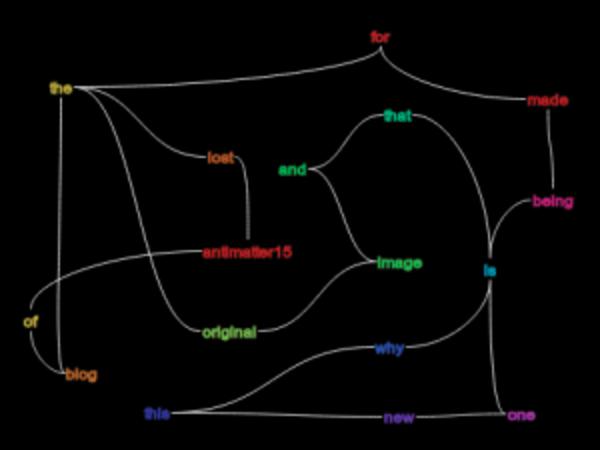 for
the
made
that
lost
and
being
antimatter15
image
is
of
original
why
blog
this
new
one